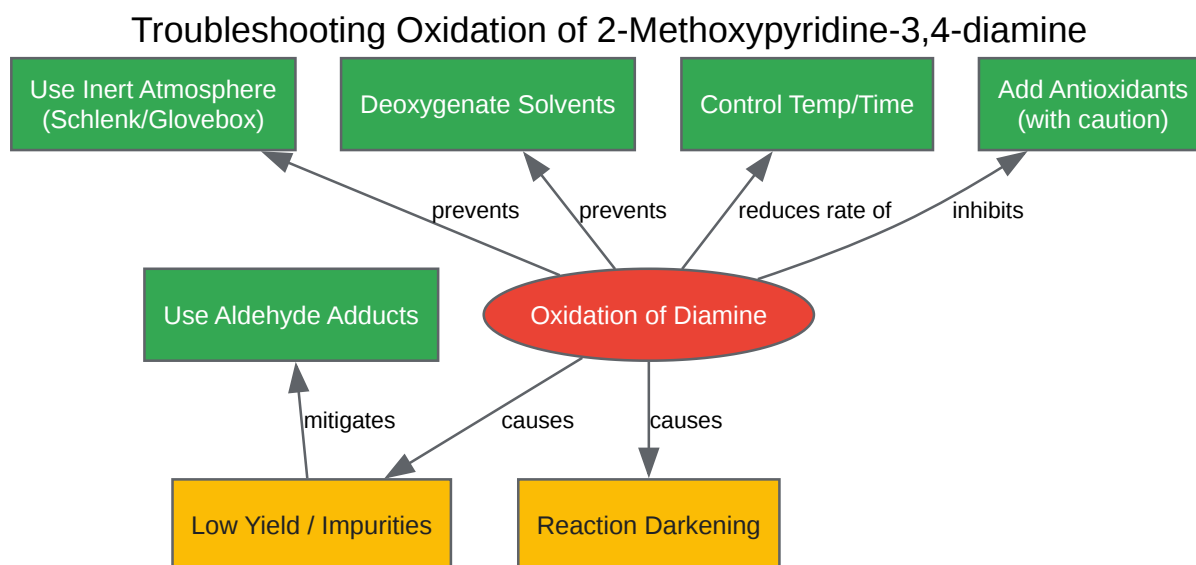 Troubleshooting Oxidation of 2-Methoxypyridine-3,4-diamine
Use Inert Atmosphere
(Schlenk/Glovebox)
Deoxygenate Solvents
Control Temp/Time
Add Antioxidants
(with caution)
prevents
prevents
reduces rate of
inhibits
Use Aldehyde Adducts
Oxidation of Diamine
mitigates
causes
causes
Low Yield / Impurities
Reaction Darkening